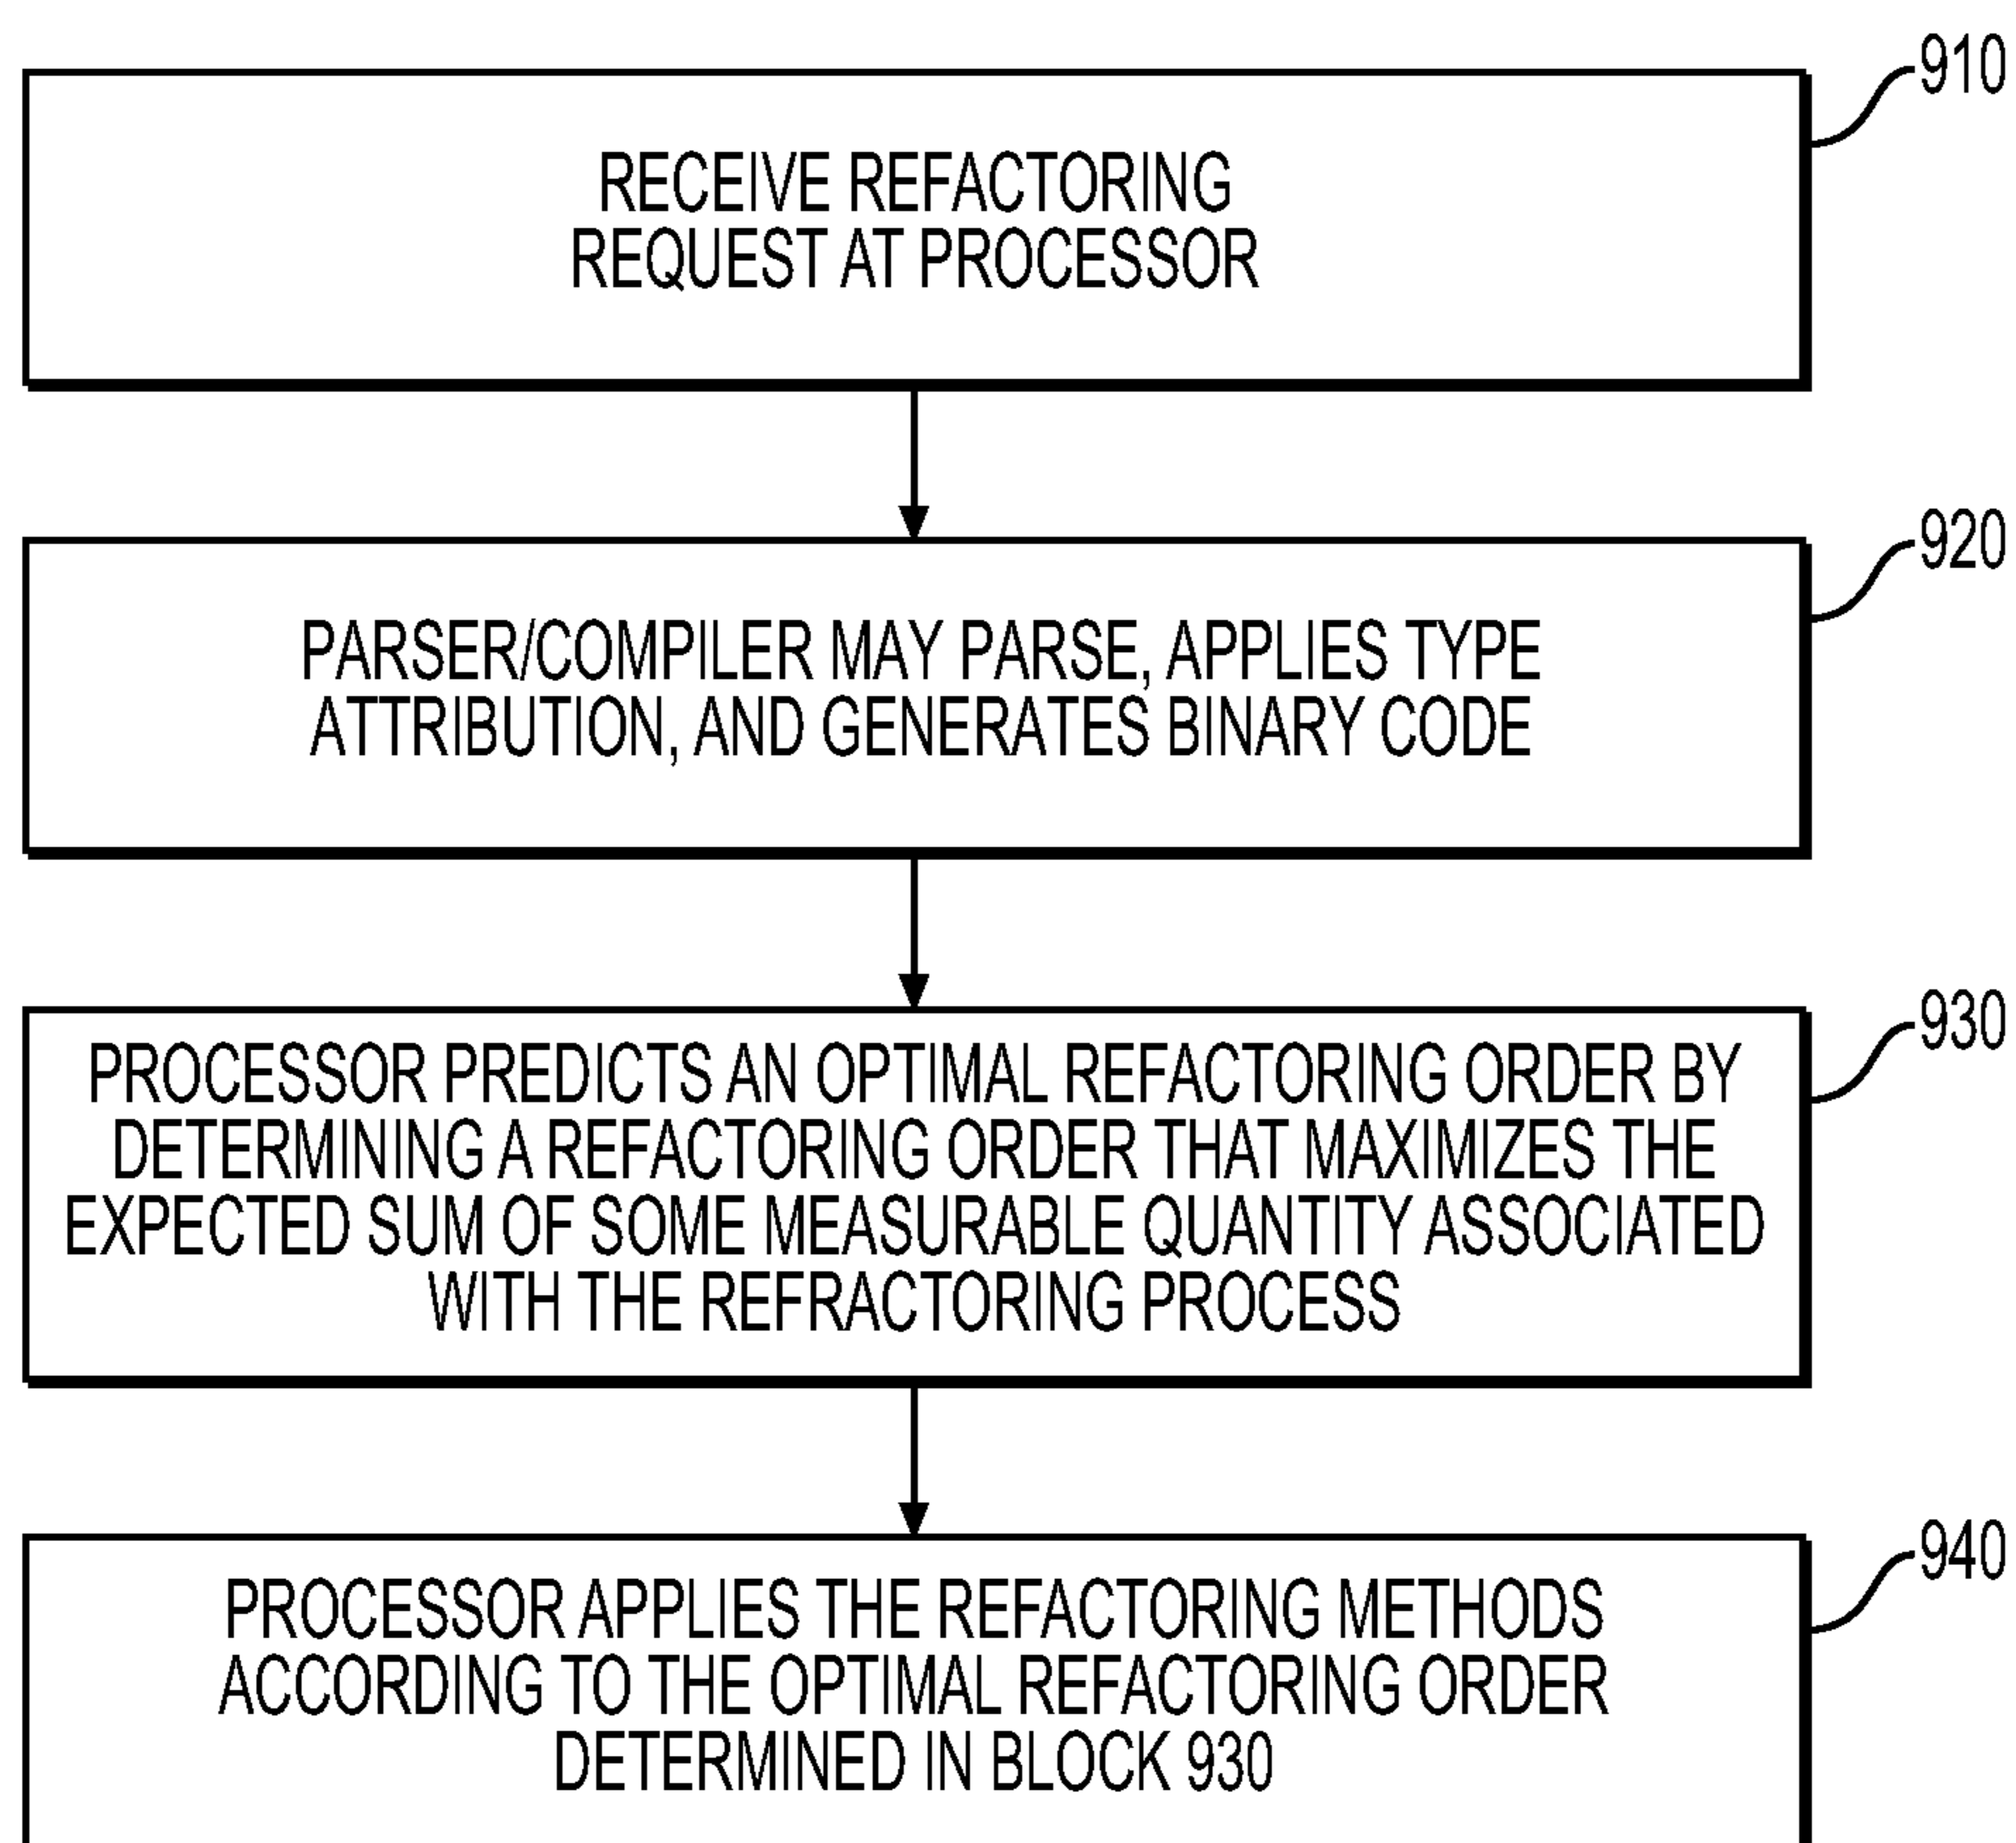 910
RECEIVE REFACTORING
REQUEST AT PROCESSOR
920
PARSER/COMPILER MAY PARSE, APPLIES TYPE
ATTRIBUTION, AND GENERATES BINARY CODE
930
PROCESSOR PREDICTS AN OPTIMAL REFACTORING ORDER BY
DETERMINING A REFACTORING ORDER THAT MAXIMIZES THE
EXPECTED SUM OF SOME MEASURABLE QUANTITY ASSOCIATED
WITH THE REFRACTORING PROCESS
940
PROCESSOR APPLIES THE REFACTORING METHODS
ACCORDING TO THE OPTIMAL REFACTORING ORDER
DETERMINED IN BLOCK 930